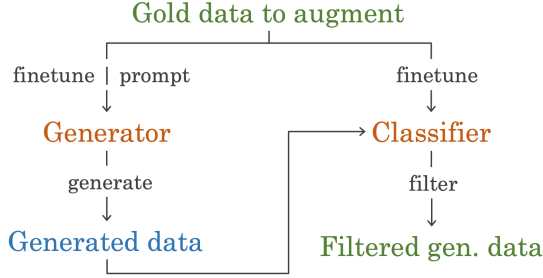 Gold data to augment
finetune | prompt
finetune
Generator
Classifier
generate
filter
Generated data
Filtered gen. data